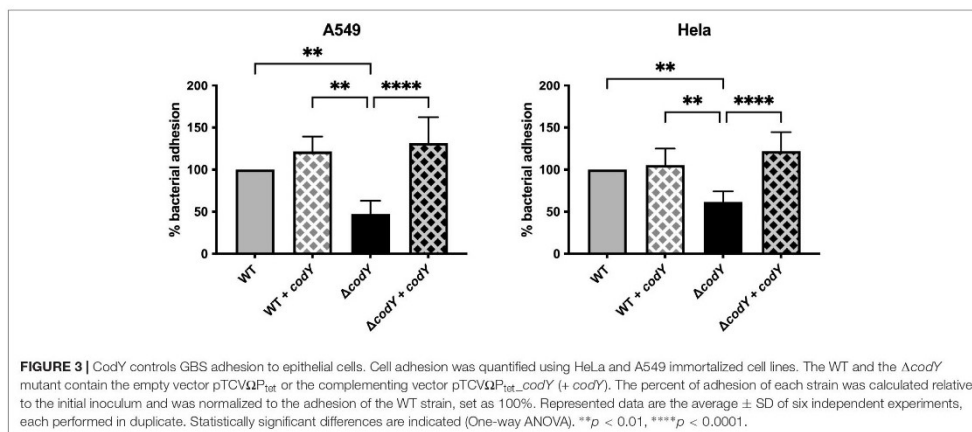 A549
**
** ****
200
150
100
50
0
% bacterial adhesion
WT
WT + codY
ΔcodY
ΔcodY + codY
Hela
**
** ****
200
150
100
50
0
% bacterial adhesion
WT
WT + codY
ΔcodY
ΔcodY + codY
FIGURE 3 | CodY controls GBS adhesion to epithelial cells. Cell adhesion was quantified using HeLa and A549 immortalized cell lines. The WT and the ΔcodY
mutant contain the empty vector pTCVΩPtet or the complementing vector pTCVΩPtet_codY (+ codY). The percent of adhesion of each strain was calculated relative
to the initial inoculum and was normalized to the adhesion of the WT strain, set as 100%. Represented data are the average ± SD of six independent experiments,
each performed in duplicate. Statistically significant differences are indicated (One-way ANOVA). **p < 0.01, ****p < 0.0001.